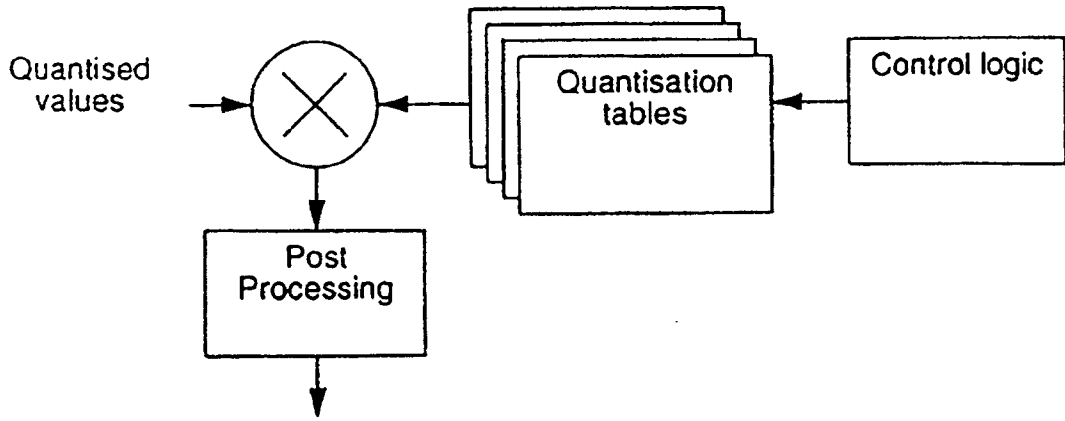 Quantised
values
Quantisation
tables
Control logic
Post
Processing